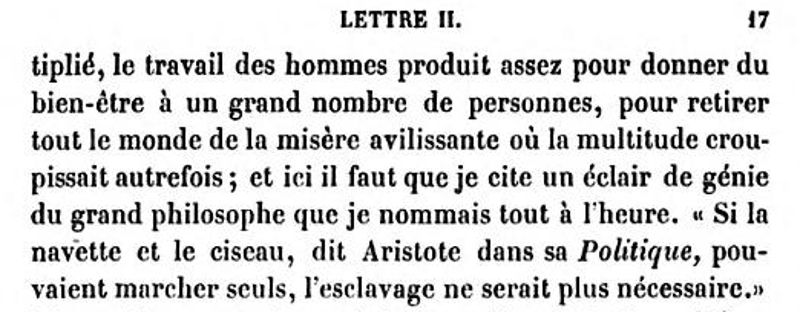 LETTRE II. 17
tiplié, le travail des hommes produit assez pour donner du
bien-être à un grand nombre de personnes, pour retirer
tout le monde de la misère avilissante où la multitude crou-
pissait autrefois ; et ici il faut que je cite un éclair de génie
du grand philosophe que je nommais tout à l'heure. « Si la
navette et le ciseau, dit Aristote dans sa Politique, pou-
vaient marcher seuls, l'esclavage ne serait plus nécessaire.»